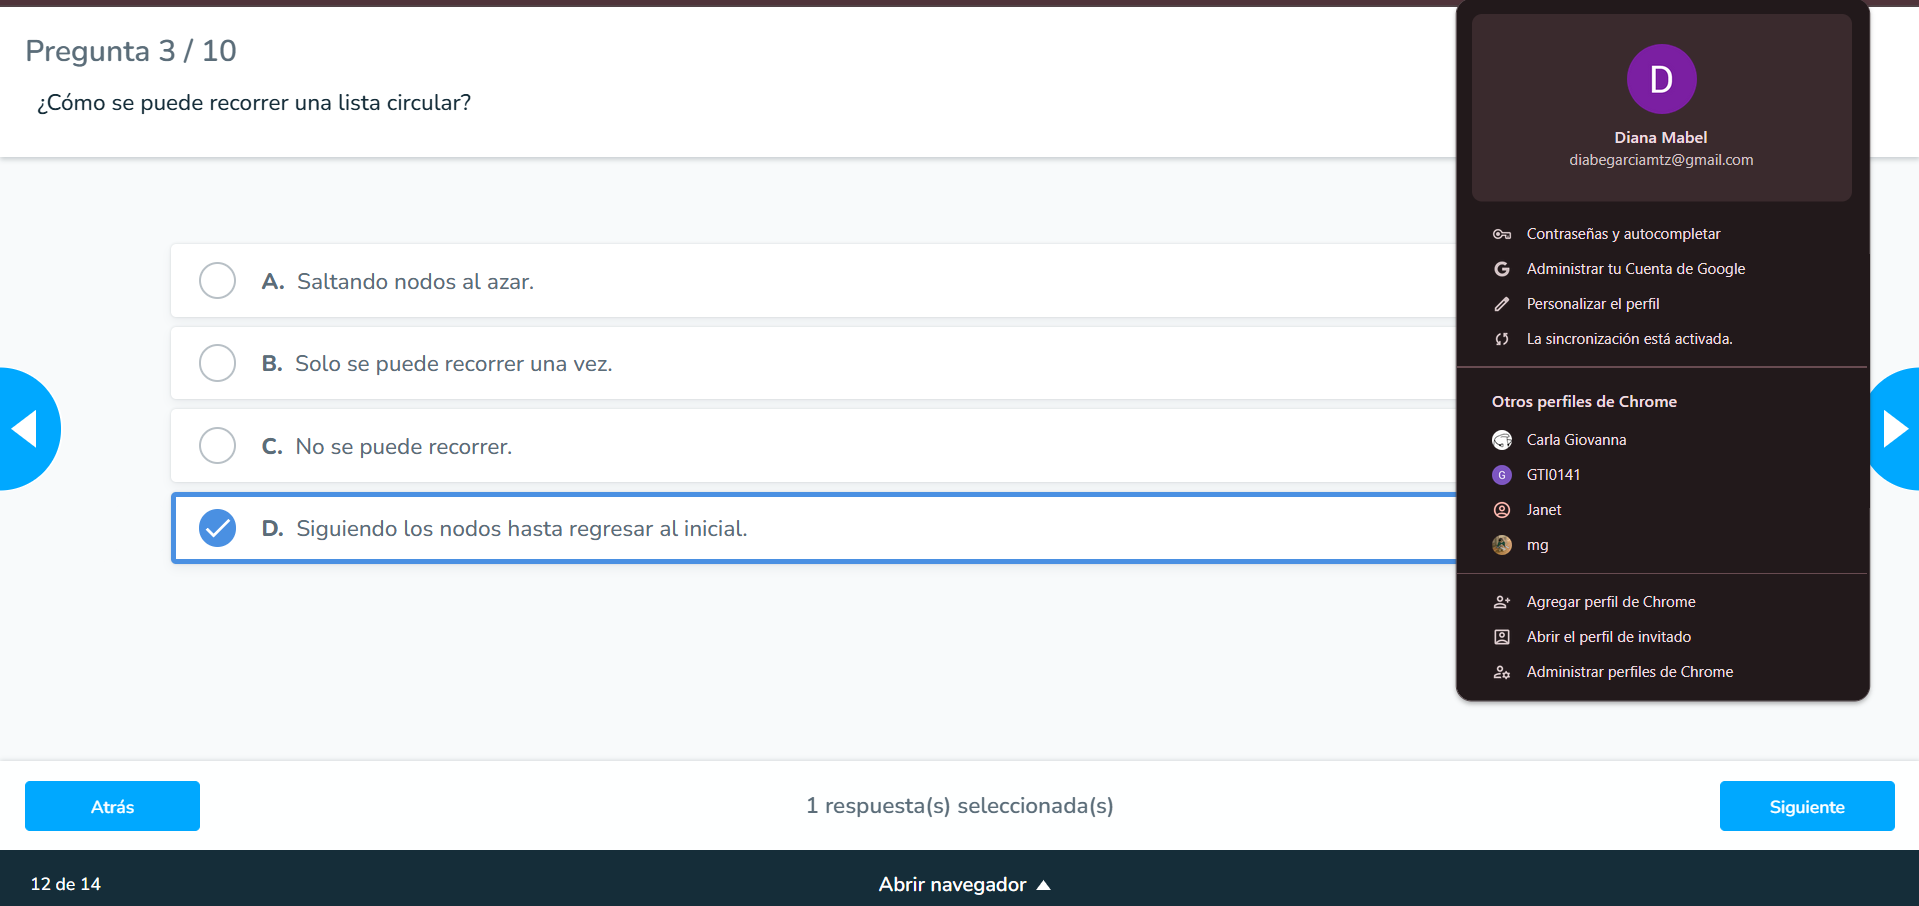 Pregunta 3 / 10
¿Cómo se puede recorrer una lista circular?
A. Saltando nodos al azar.
B. Solo se puede recorrer una vez.
C. No se puede recorrer.
D. Siguiendo los nodos hasta regresar al inicial.
D
Diana Mabel
diabegarciamtz@gmail.com
Contraseñas y autocompletar
G Administrar tu Cuenta de Google
Personalizar el perfil
La sincronización está activada.
Otros perfiles de Chrome
Carla Giovanna
G GTI0141
Janet
mg
Agregar perfil de Chrome
Abrir el perfil de invitado
Administrar perfiles de Chrome
Atrás
1 respuesta(s) seleccionada(s)
Siguiente
12 de 14
Abrir navegador